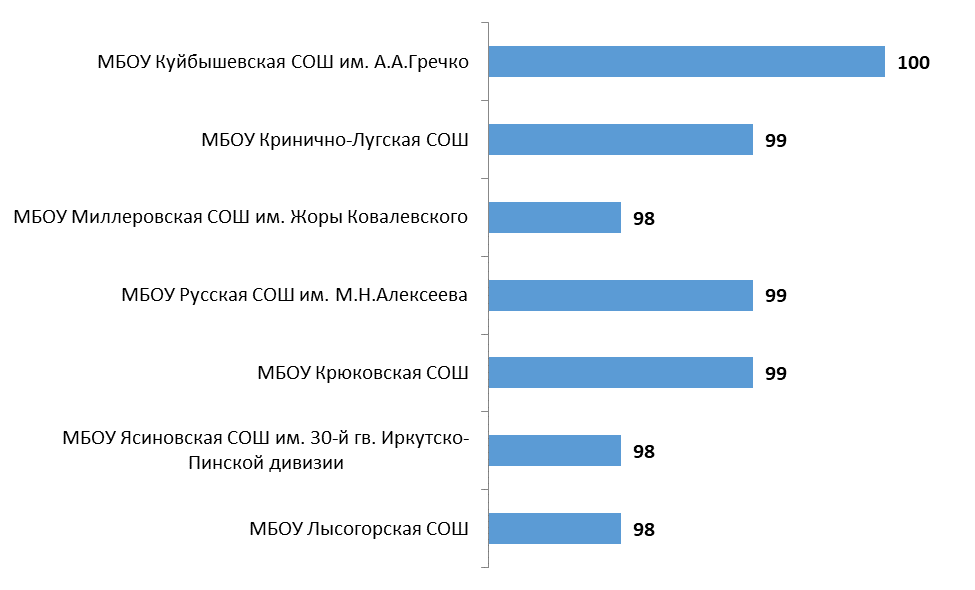 МБОУ Куйбышевская СОШ им. А.А.Гречко 100
МБОУ Кринично-Лугская СОШ 99
МБОУ Миллеровская СОШ им. Жоры Ковалевского 98
МБОУ Русская СОШ им. М.Н.Алексеева 99
МБОУ Крюковская СОШ 99
МБОУ Ясиновская СОШ им. 30-й гв. Иркутско-
Пинской дивизии 98
МБОУ Лысогорская СОШ 98